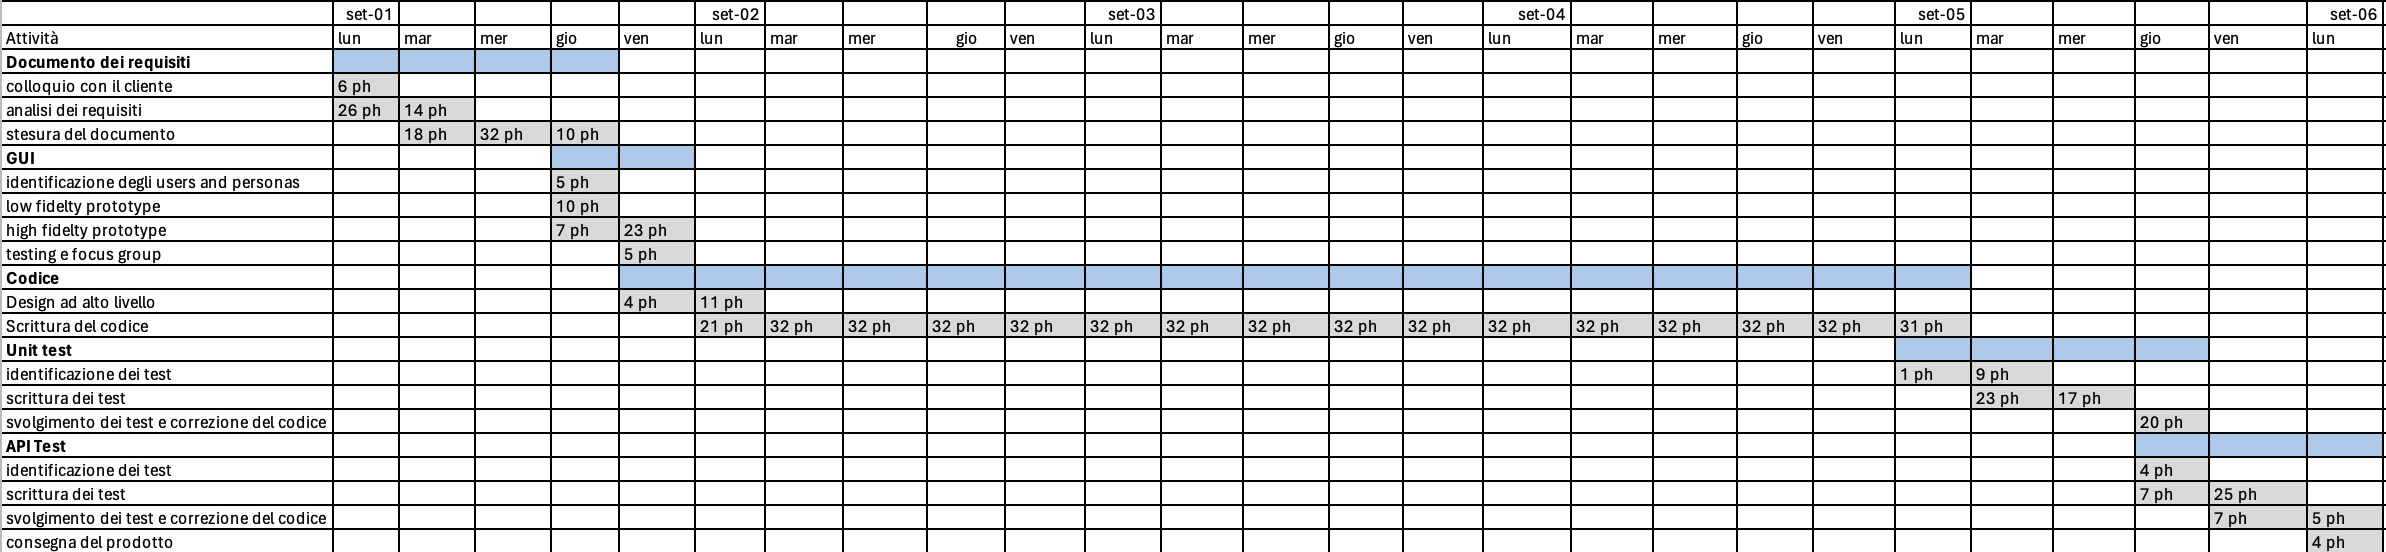 set-01 set-02 set-03 set-04 set-05 set-06
Attività lun mar mer gio ven lun mar mer gio ven lun mar mer gio ven lun mar mer gio ven lun mar mer gio ven lun
Documento dei requisiti
colloquio con il cliente 6 ph
analisi dei requisiti 26 ph 14 ph
stesura del documento 18 ph 32 ph 10 ph
GUI
identificazione degli users and personas 5 ph
low fidelty prototype 10 ph
high fidelty prototype 7 ph 23 ph
testing e focus group 5 ph
Codice
Design ad alto livello 4 ph 11 ph
Scrittura del codice 21 ph 32 ph 32 ph 32 ph 32 ph 32 ph 32 ph 32 ph 32 ph 32 ph 32 ph 32 ph 32 ph 32 ph 32 ph 31 ph
Unit test
identificazione dei test 1 ph 9 ph
scrittura dei test 23 ph 17 ph
svolgimento dei test e correzione del codice 20 ph
API Test
identificazione dei test 4 ph
scrittura dei test 7 ph 25 ph
svolgimento dei test e correzione del codice 7 ph 5 ph
consegna del prodotto 4 ph